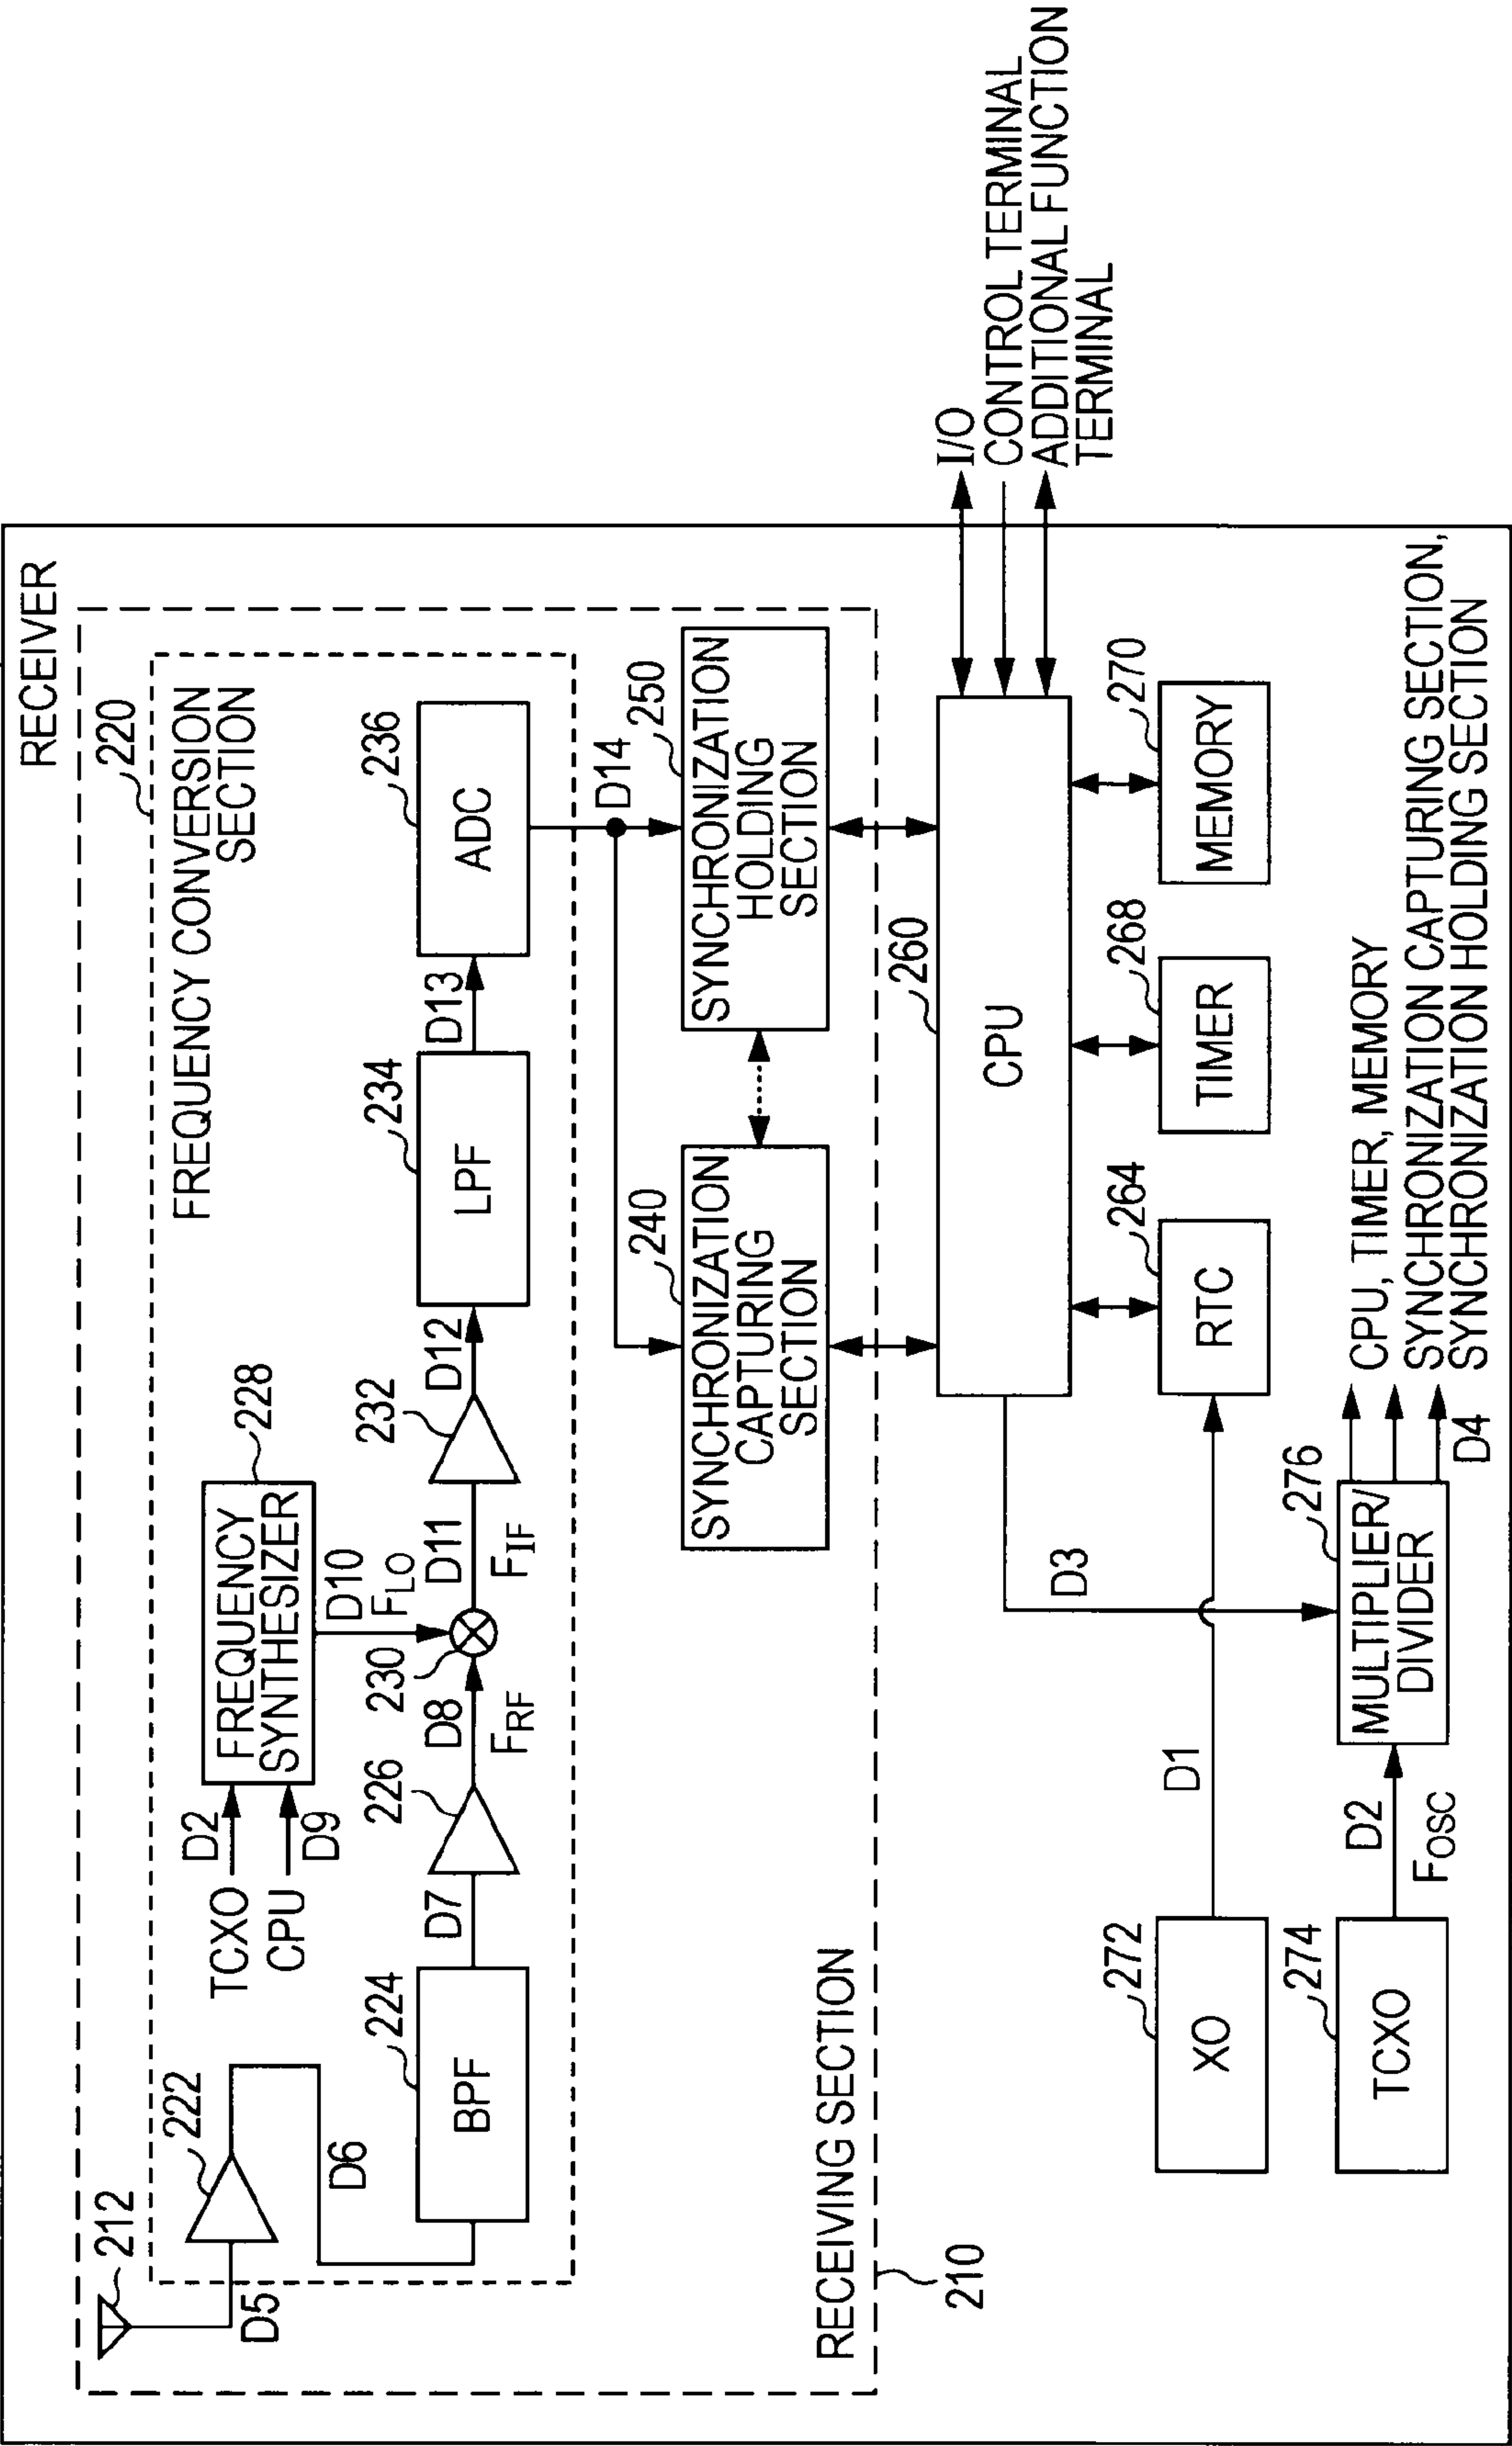 RECEIVER
220
FREQUENCY CONVERSION
SECTION
212
D5
222
D6
TCXO
D2
CPU
D9
FREQUENCY
SYNTHESIZER
228
D10
FLO
224
BPF
D7
226
D8
FRF
230
D11
FIF
232
D12
234
LPF
D13
236
ADC
D14
240
SYNCHRONIZATION
CAPTURING
SECTION
250
SYNCHRONIZATION
HOLDING
SECTION
RECEIVING SECTION
210
260
CPU
I/O
CONTROL TERMINAL
ADDITIONAL FUNCTION
TERMINAL
264
RTC
268
TIMER
270
MEMORY
272
XO
D1
D3
274
TCXO
D2
FOSC
276
MULTIPLIER/
DIVIDER
D4
CPU, TIMER, MEMORY
SYNCHRONIZATION CAPTURING SECTION,
SYNCHRONIZATION HOLDING SECTION